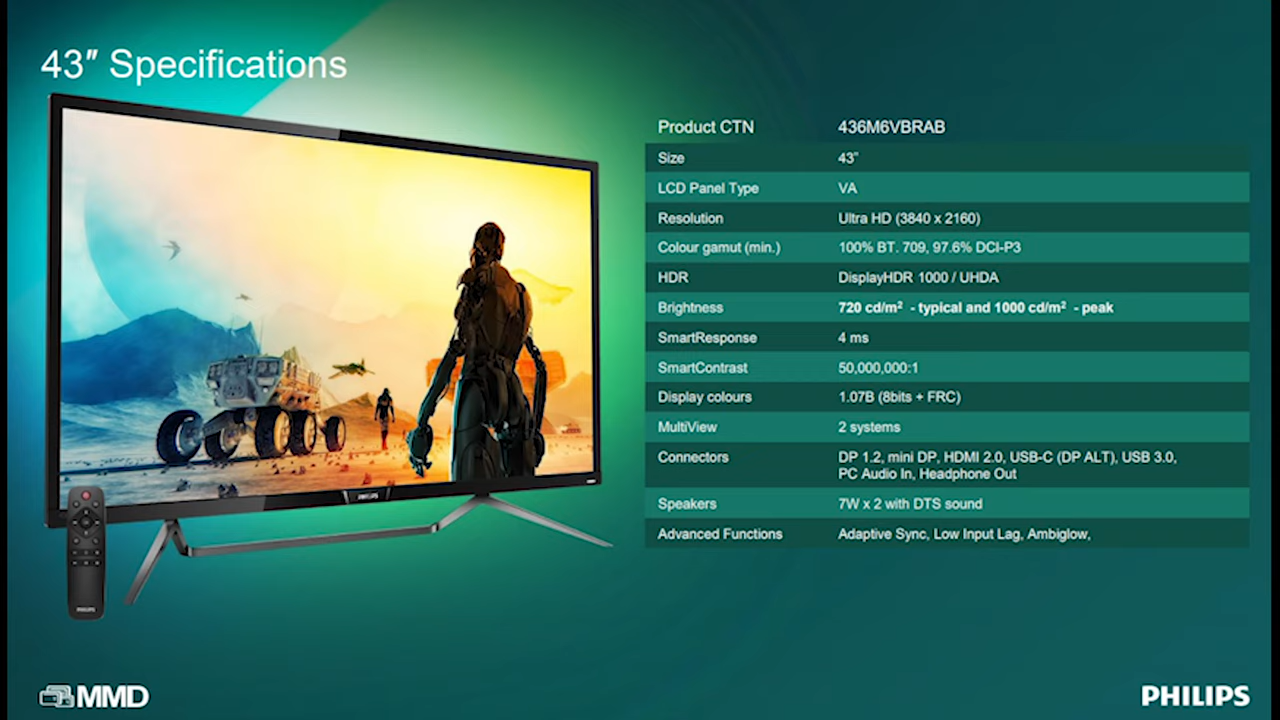 43″ Specifications
Product CTN 436M6VBRAB
Size 43”
LCD Panel Type VA
Resolution Ultra HD (3840 x 2160)
Colour gamut (min.) 100% BT. 709, 97.6% DCI-P3
HDR DisplayHDR 1000 / UHDA
Brightness 720 cd/m² - typical and 1000 cd/m² - peak
SmartResponse 4 ms
SmartContrast 50,000,000:1
Display colours 1.07B (8bits + FRC)
MultiView 2 systems
Connectors DP 1.2, mini DP, HDMI 2.0, USB-C (DP ALT), USB 3.0,
PC Audio In, Headphone Out
Speakers 7W x 2 with DTS sound
Advanced Functions Adaptive Sync, Low Input Lag, Ambiglow,
PHILIPS
PHILIPS
MMD
PHILIPS